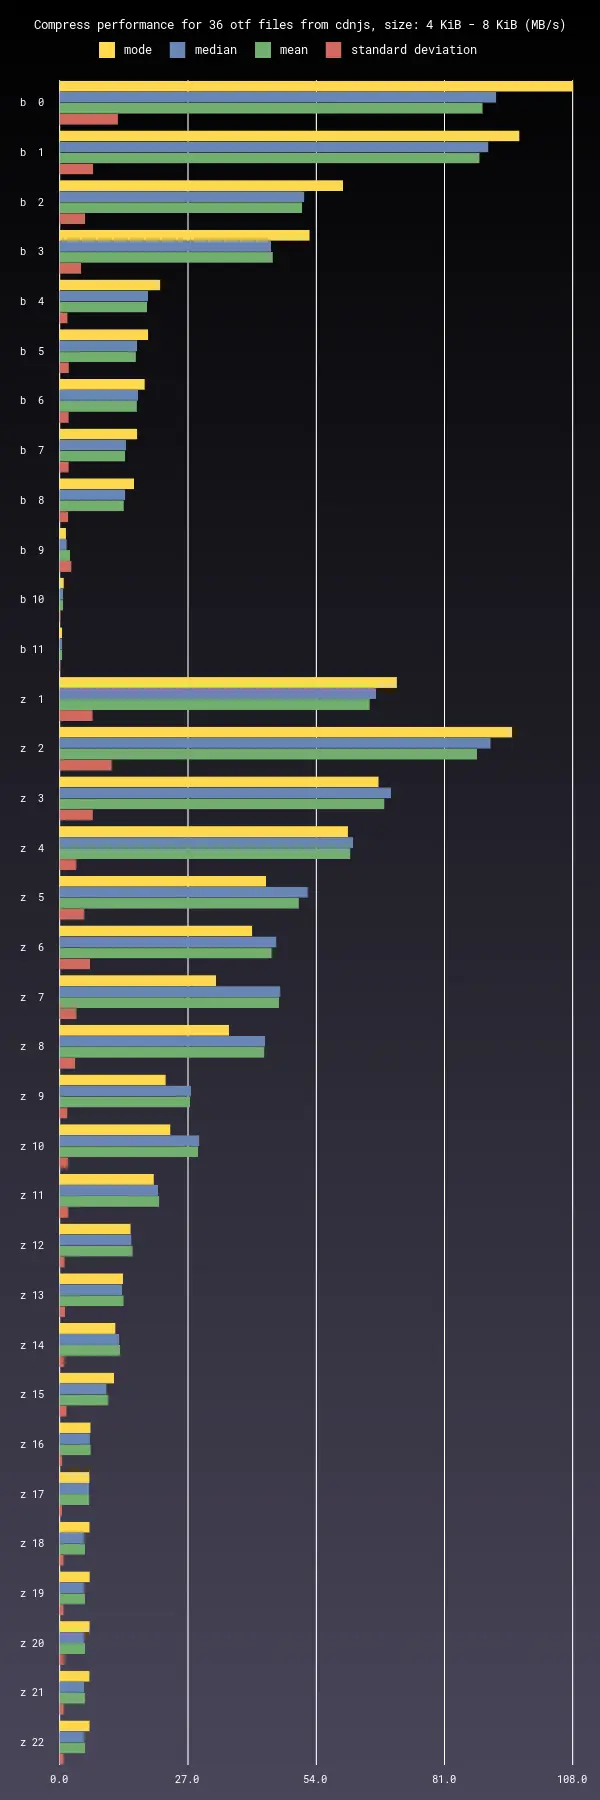 Compress performance for 36 otf files from cdnjs, size: 4 KiB - 8 KiB (MB/s)
mode median mean standard deviation
b 0
b 1
b 2
b 3
b 4
b 5
b 6
b 7
b 8
b 9
b 10
b 11
z 1
z 2
z 3
z 4
z 5
z 6
z 7
z 8
z 9
z 10
z 11
z 12
z 13
z 14
z 15
z 16
z 17
z 18
z 19
z 20
z 21
z 22
0.0 27.0 54.0 81.0 108.0